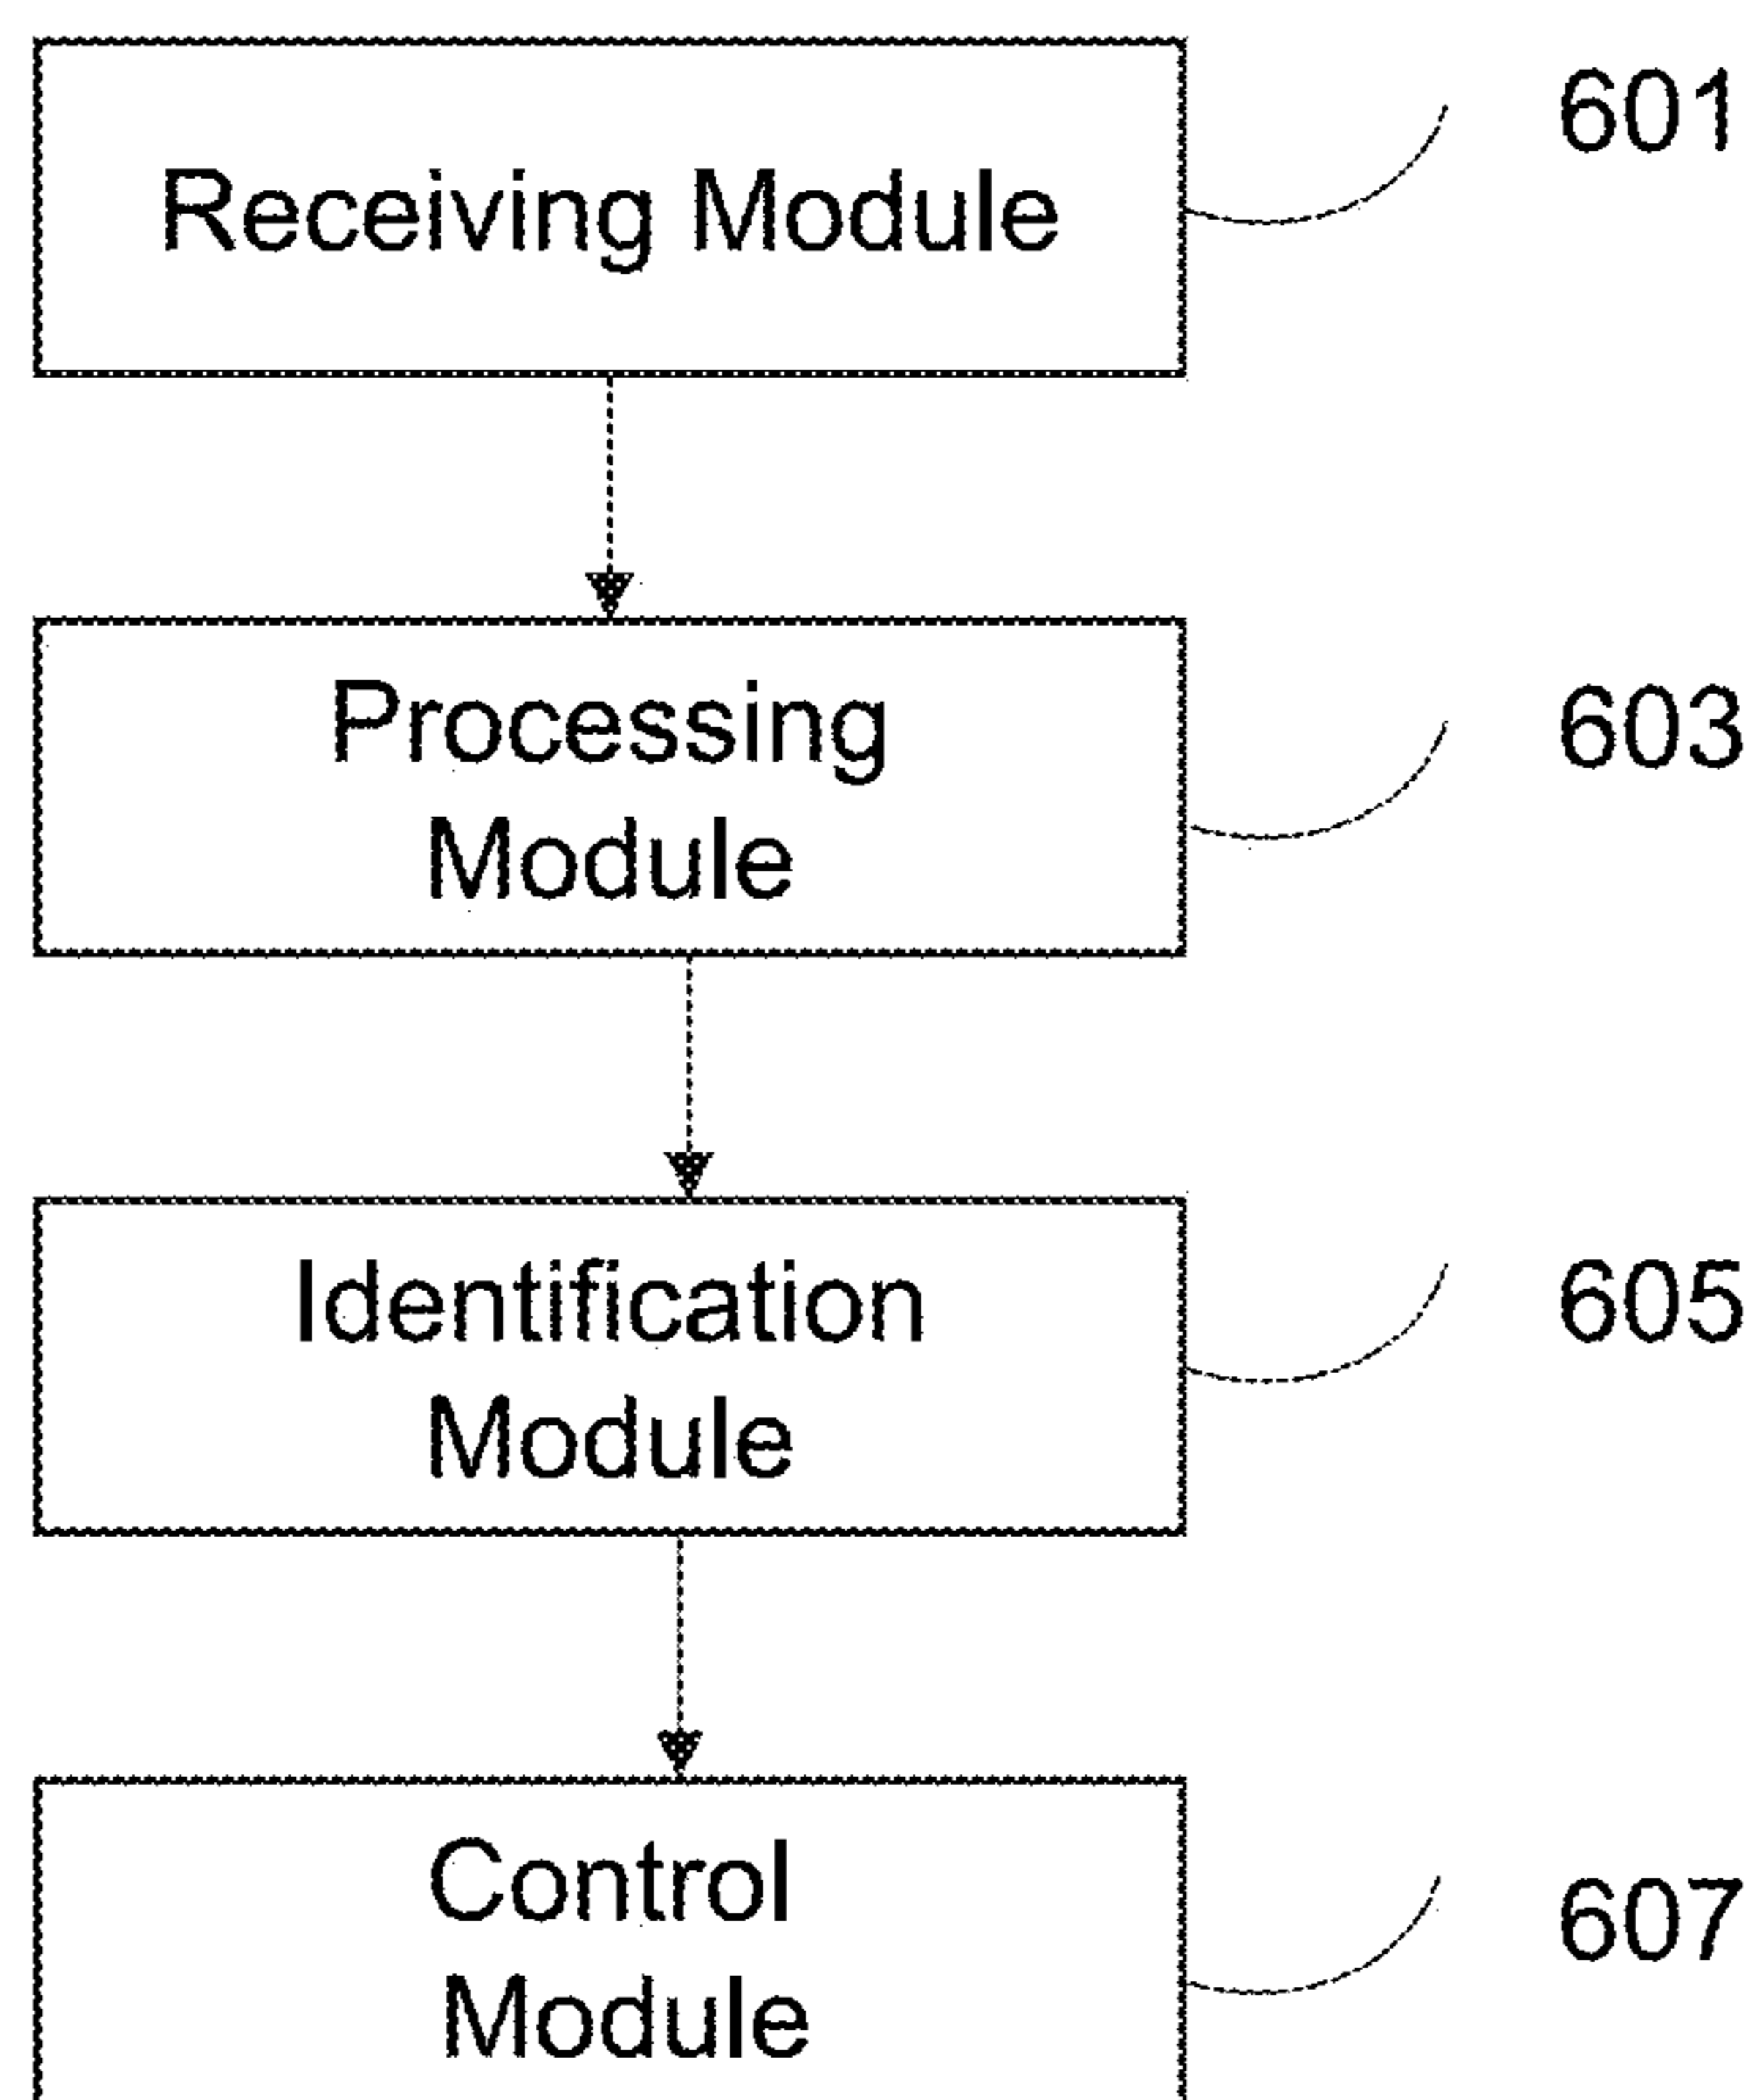 Receiving Module
601
Processing
Module
603
Identification
Module
605
Control
Module
607